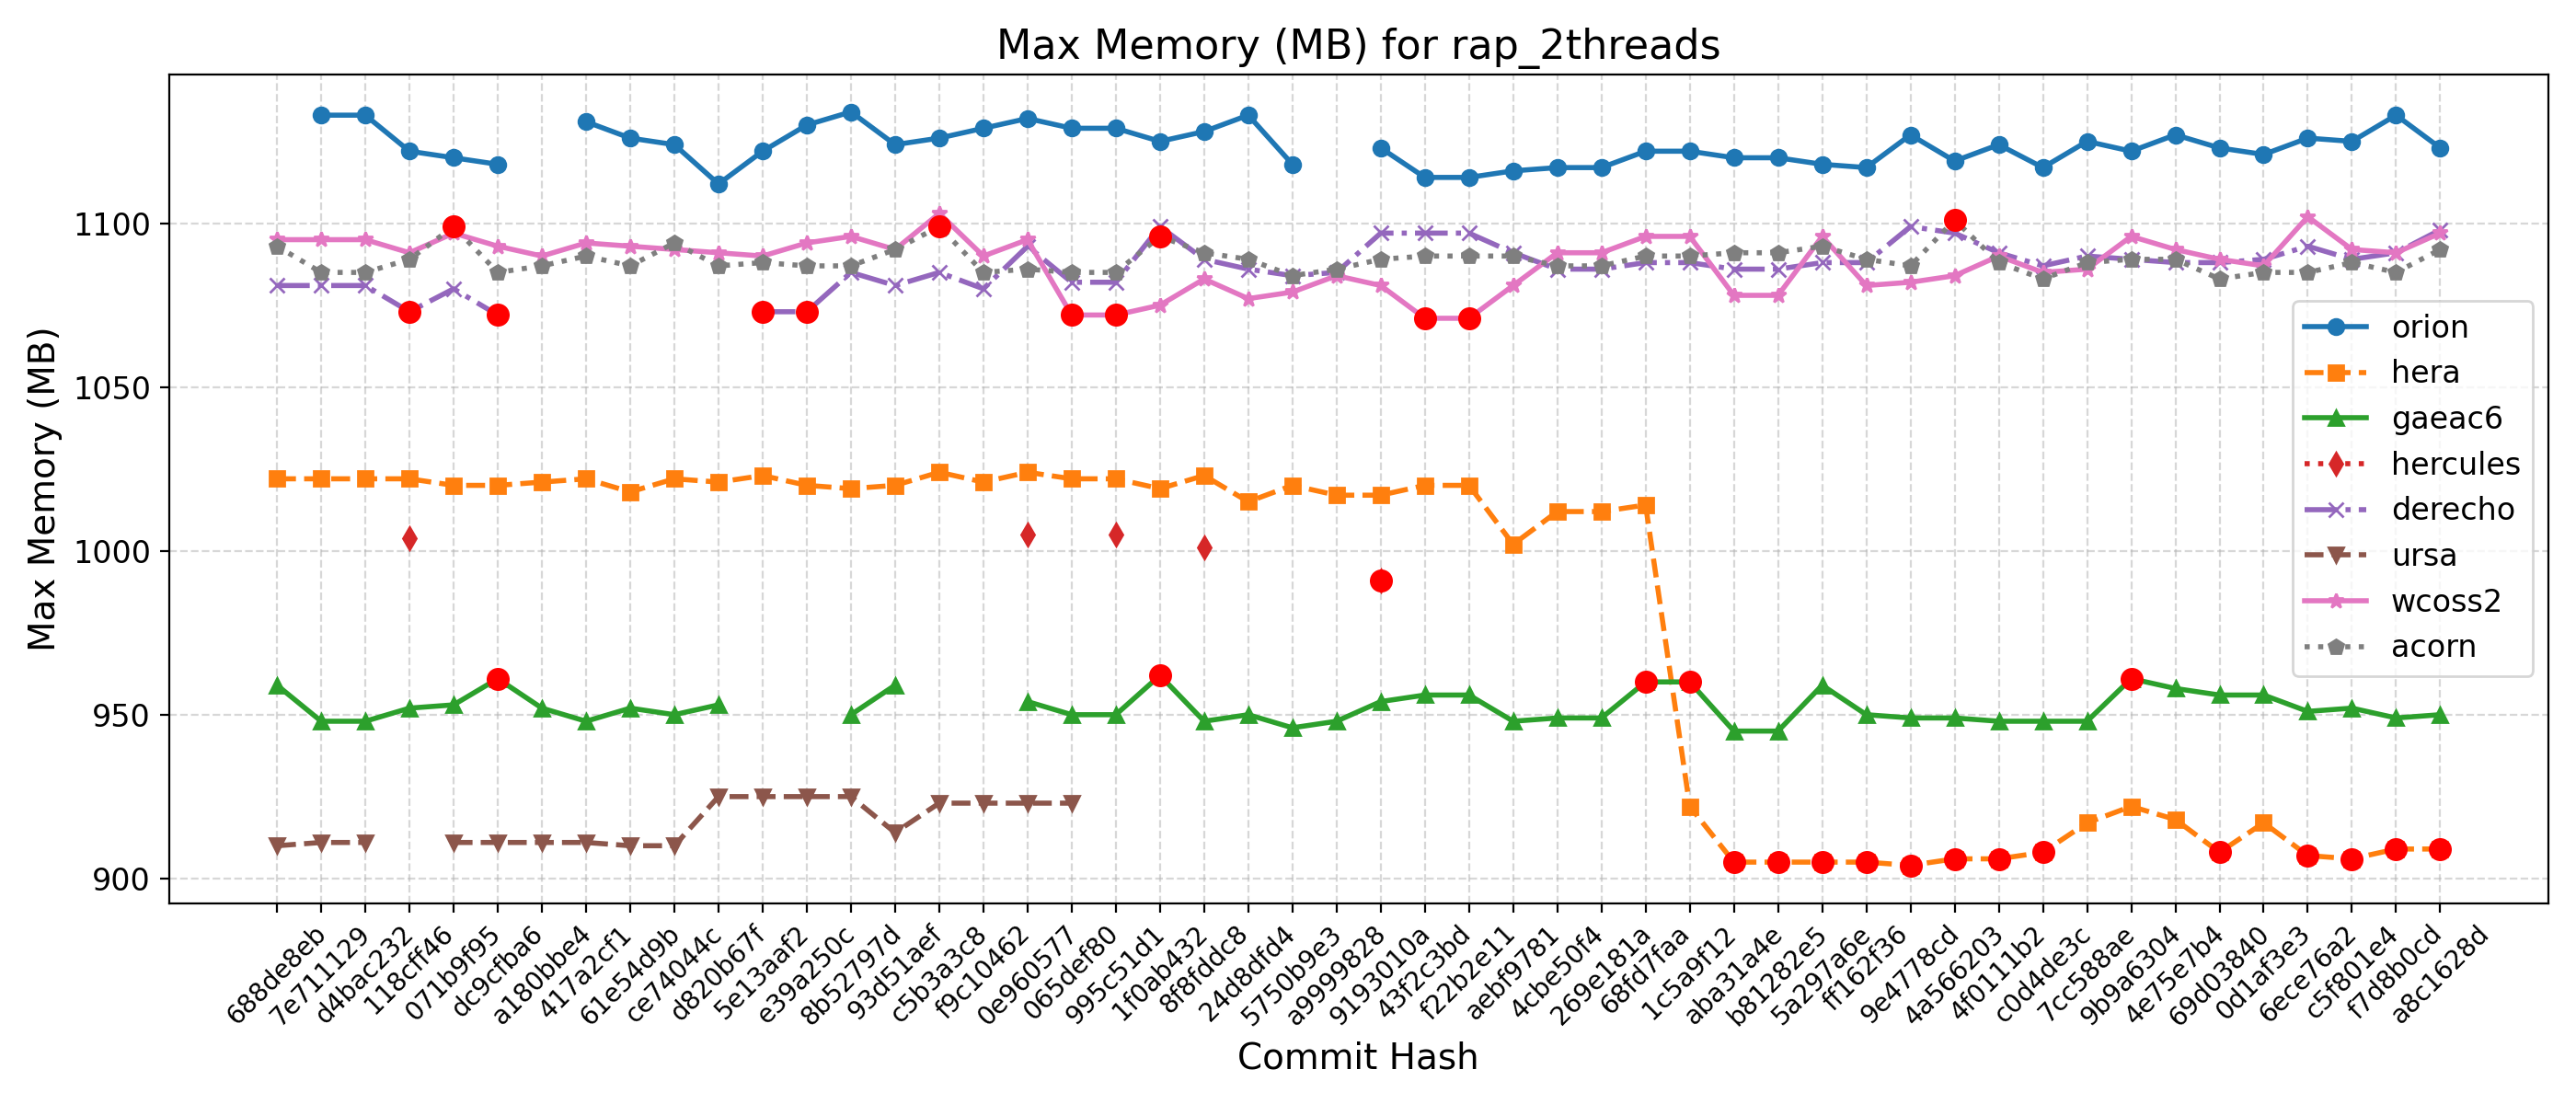 Max Memory (MB) for rap_2threads
Max Memory (MB)
1100
1050
1000
950
900
orion
hera
gaeac6
hercules
derecho
ursa
wcoss2
acorn
688de8eb
7e711129
d4bac232
118cff46
071b9f95
dc9cfba6
a180bbe4
417a2cf1
61e54d9b
ce74044c
d820b67f
5e13aaf2
e39a250c
8b52797d
93d51aef
c5b3a3c8
f9c10462
0e960577
065def80
995c51d1
1f0ab432
8f8fddc8
24d8dfd4
5750b9e3
a9999828
9193010a
43f2c3bd
f22b2e11
aebf9781
4cbe50f4
269e181a
68fd7faa
1c5a9f12
aba31a4e
b81282e5
5a297a6e
ff162f36
9e4778cd
4a566203
4f0111b2
c0d4de3c
7cc588ae
9b9a6304
4e75e7b4
69d03840
0d1af3e3
6ece76a2
c5f801e4
f7d8b0cd
a8c1628d
Commit Hash